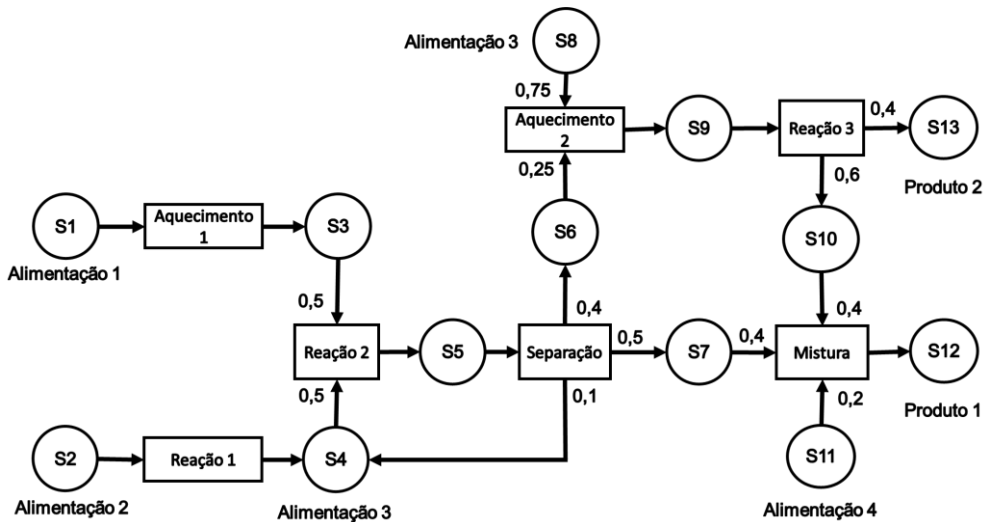 Alimentação 3
S8
0,75
Aquecimento
2
S9
Reação 3
0,4
S13
0,25
0,6
Produto 2
S1
Aquecimento
1
S3
S6
S10
Alimentação 1
0,5
0,4
0,4
Reação 2
S5
Separação
0,5
S7
0,4
Mistura
S12
0,5
0,1
0,2
Produto 1
S2
Reação 1
S4
S11
Alimentação 2
Alimentação 3
Alimentação 4